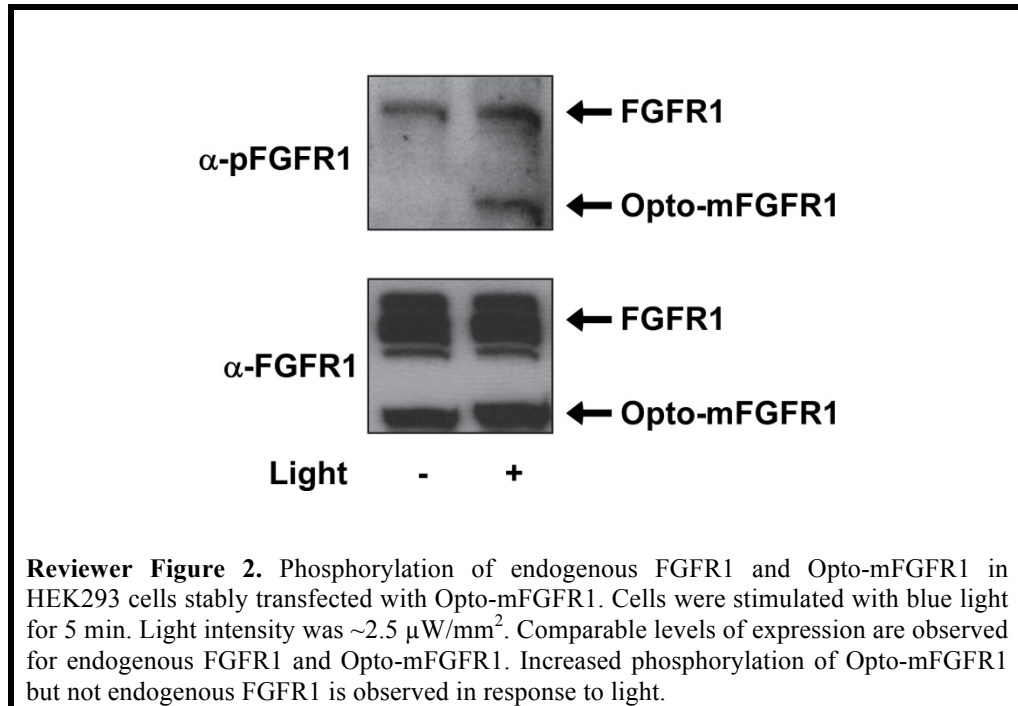 FGFR1
α-pFGFR1
Opto-mFGFR1
FGFR1
α-FGFR1
Opto-mFGFR1
Light - +
Reviewer Figure 2. Phosphorylation of endogenous FGFR1 and Opto-mFGFR1 in
HEK293 cells stably transfected with Opto-mFGFR1. Cells were stimulated with blue light
for 5 min. Light intensity was ~2.5 µW/mm². Comparable levels of expression are observed
for endogenous FGFR1 and Opto-mFGFR1. Increased phosphorylation of Opto-mFGFR1
but not endogenous FGFR1 is observed in response to light.